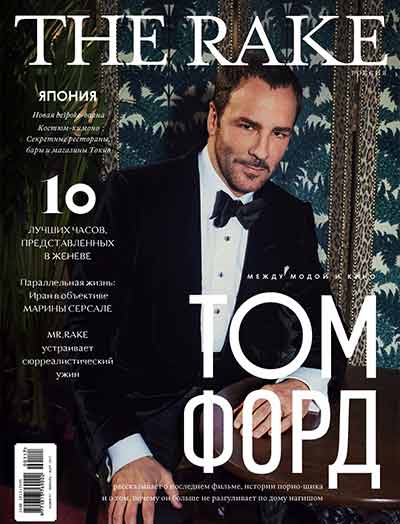 THE RAKE
РОССИЯ
ЯПОНИЯ
Новая bespoke-волна
Костюм-кимоно
Секретные рестораны,
бары и магазины Токио
10
ЛУЧШИХ ЧАСОВ,
ПРЕДСТАВЛЕННЫХ
В ЖЕНЕВЕ
Параллельная жизнь:
Иран в объективе
МАРИНЫ СЕРСАЛЕ
MR.RAKE
устраивает
сюрреалистический
ужин
МЕЖДУ МОДОЙ И КИНО
ТОМ
ФОРД
рассказывает о последнем фильме, истории порно-шика
и о том, почему он больше не разгуливает по дому нагишом